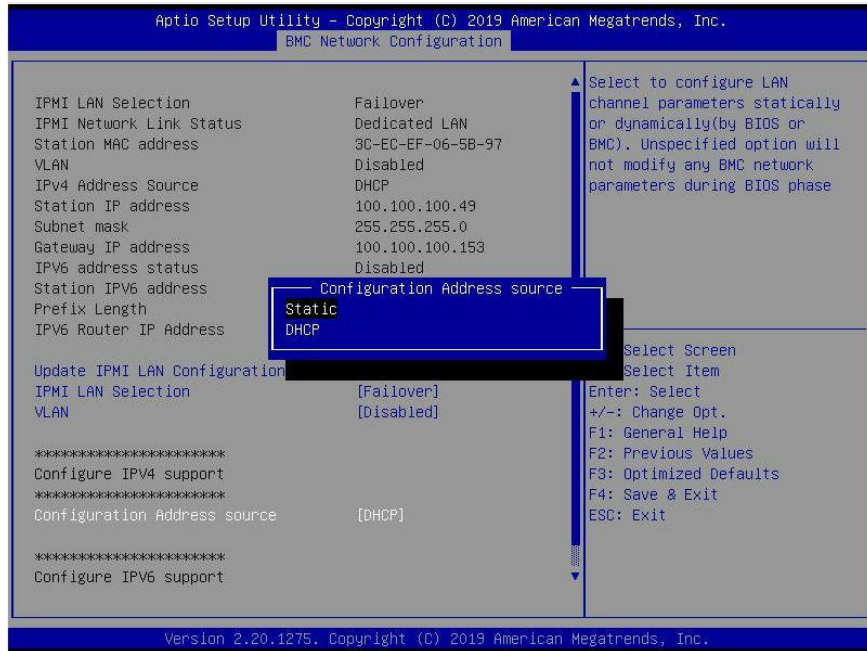 Aptio Setup Utility – Copyright (C) 2019 American Megatrends, Inc.
BMC Network Configuration
IPMI LAN Selection Failover
IPMI Network Link Status Dedicated LAN
Station MAC address 3C-EC-EF-06-5B-97
VLAN Disabled
IPv4 Address Source DHCP
Station IP address 100.100.100.49
Subnet mask 255.255.255.0
Gateway IP address 100.100.100.153
IPV6 address status Disabled
Station IPV6 address
Prefix Length
IPV6 Router IP Address
Configuration Address source
Static
DHCP
Update IPMI LAN Configuration
IPMI LAN Selection [Failover]
VLAN [Disabled]
***********************
Configure IPV4 support
***********************
Configuration Address source [DHCP]
***********************
Configure IPV6 support
Select to configure LAN
channel parameters statically
or dynamically(by BIOS or
BMC). Unspecified option will
not modify any BMC network
parameters during BIOS phase
Select Screen
Select Item
Enter: Select
+/-: Change Opt.
F1: General Help
F2: Previous Values
F3: Optimized Defaults
F4: Save & Exit
ESC: Exit
Version 2.20.1275. Copyright (C) 2019 American Megatrends, Inc.